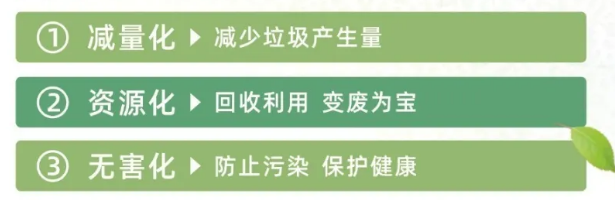 ① 减量化 ▶ 减少垃圾产生量
② 资源化 ▶ 回收利用 变废为宝
③ 无害化 ▶ 防止污染 保护健康